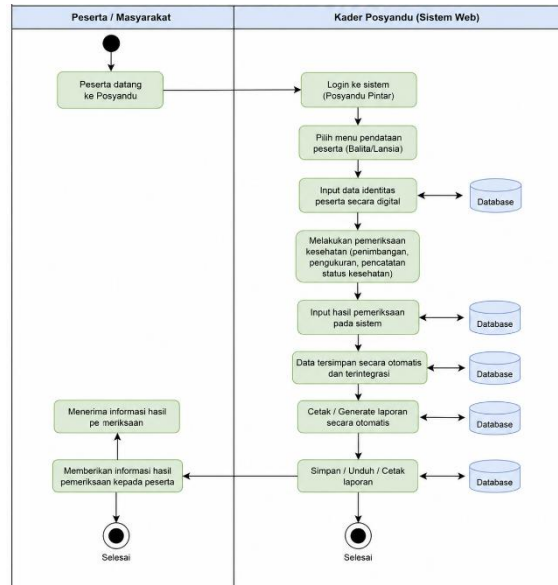 Peserta / Masyarakat
Kader Posyandu (Sistem Web)
Peserta datang
ke Posyandu
Login ke sistem
(Posyandu Pintar)
Pilih menu pendataan
peserta (Balita/Lansia)
Input data identitas
peserta secara digital
Database
Melakukan pemeriksaan
kesehatan (penimbangan,
pengukuran, pencatatan
status kesehatan)
Input hasil pemeriksaan
pada sistem
Database
Data tersimpan secara otomatis
dan terintegrasi
Database
Menerima informasi hasil
pe meriksaan
Cetak / Generate laporan
secara otomatis
Database
Memberikan informasi hasil
pemeriksaan kepada peserta
Simpan / Unduh / Cetak
laporan
Database
Selesai
Selesai